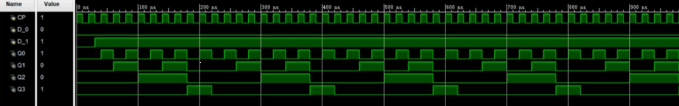 Name Value 0 ns 100 ns 200 ns 300 ns 400 ns 500 ns 600 ns 700 ns 800 ns 900 ns
CP 1
D_0 0
D_1 1
Q0 1
Q1 0
Q2 0
Q3 1